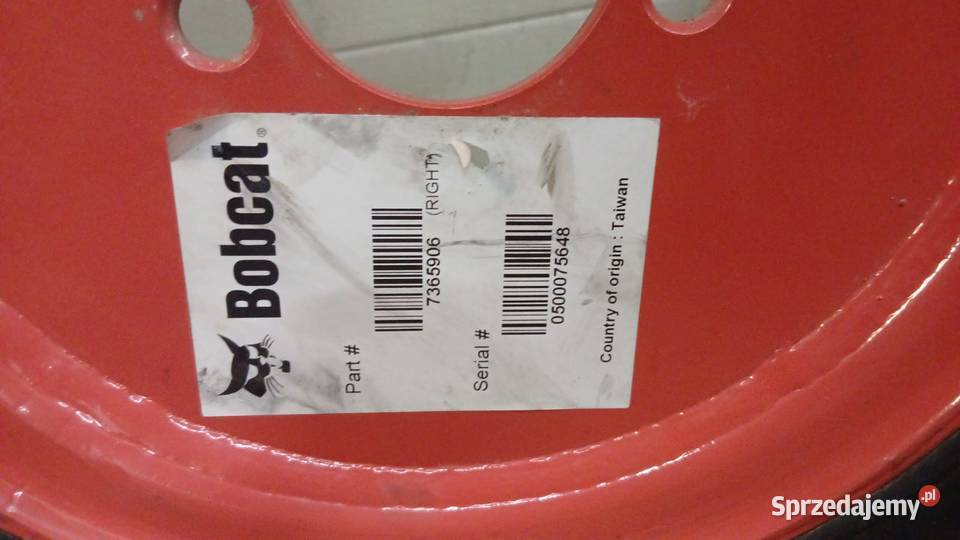 Bobcat®
Part #
7365906 (RIGHT)
Serial #
0500075648
Country of origin : Taiwan
Sprzedajemy.pl